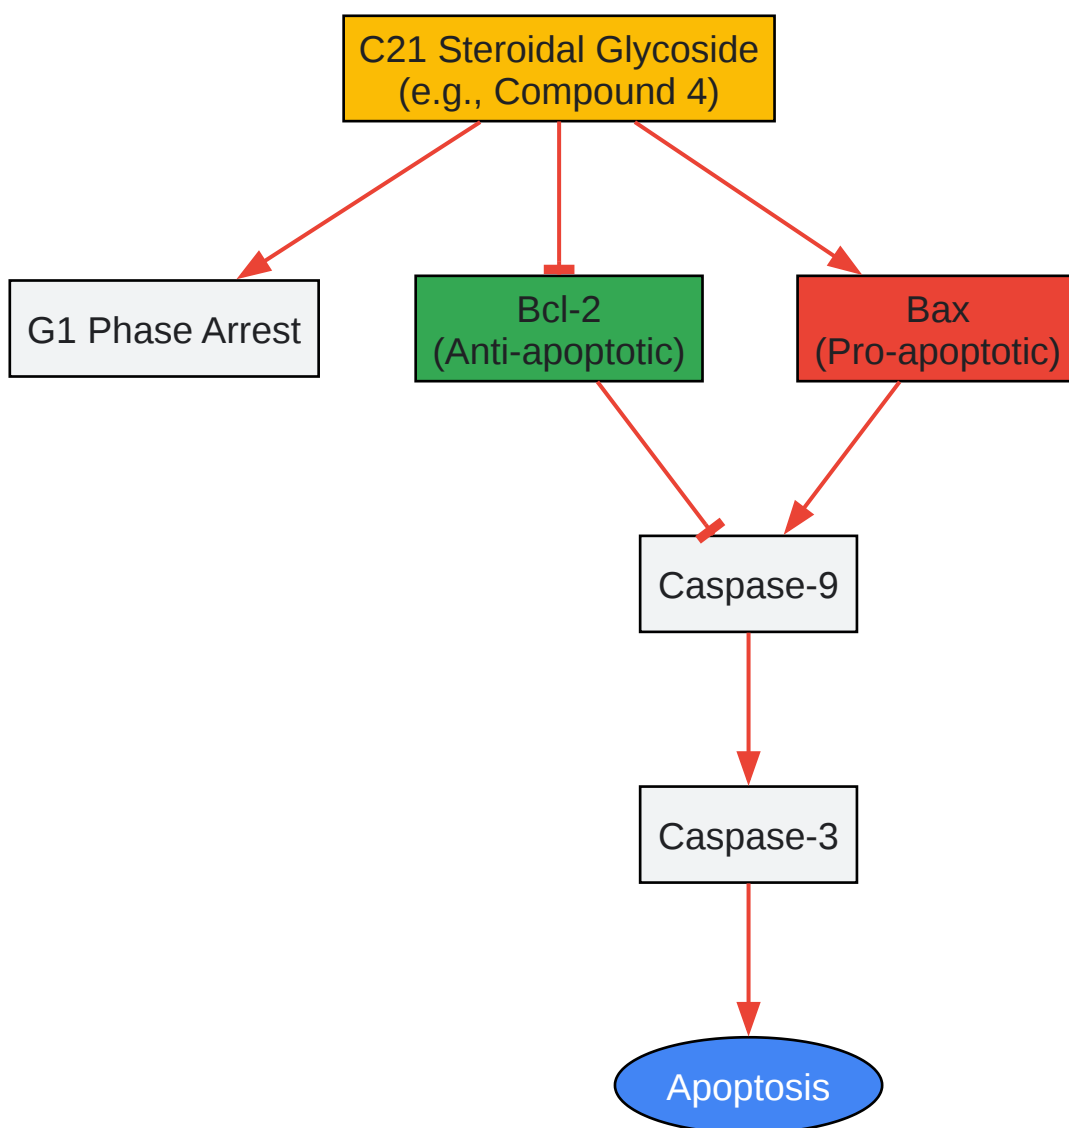 C21 Steroidal Glycoside
(e.g., Compound 4)
G1 Phase Arrest
Bcl-2
(Anti-apoptotic)
Bax
(Pro-apoptotic)
Caspase-9
Caspase-3
Apoptosis